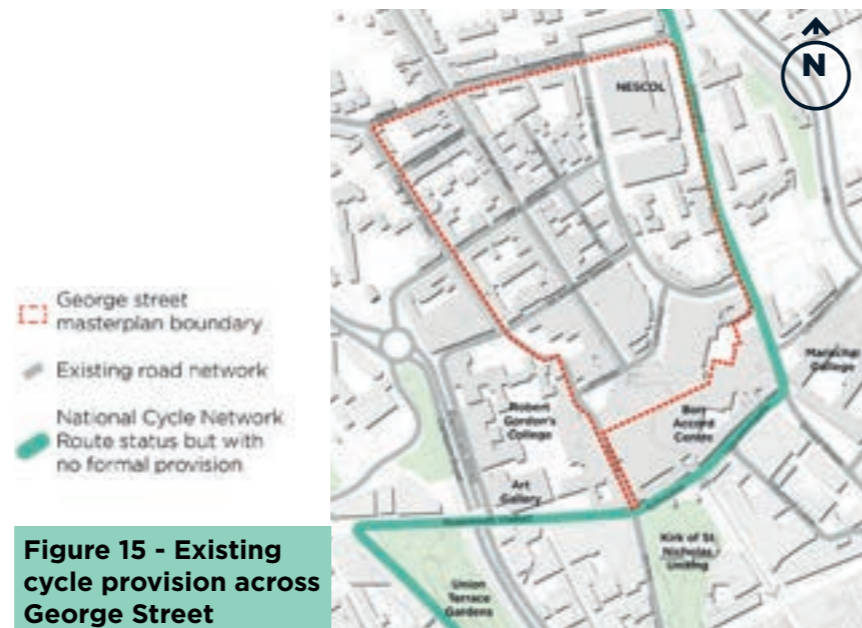 N
NESCOL
George street
masterplan boundary
Existing road network
National Cycle Network
Route status but with
no formal provision
Marischal
College
Robert
Gordon's
College
Bon
Accord
Centre
Art
Gallery
Kirk of St.
Nicholas
Uniting
Union
Terrace
Gardens
Figure 15 - Existing
cycle provision across
George Street